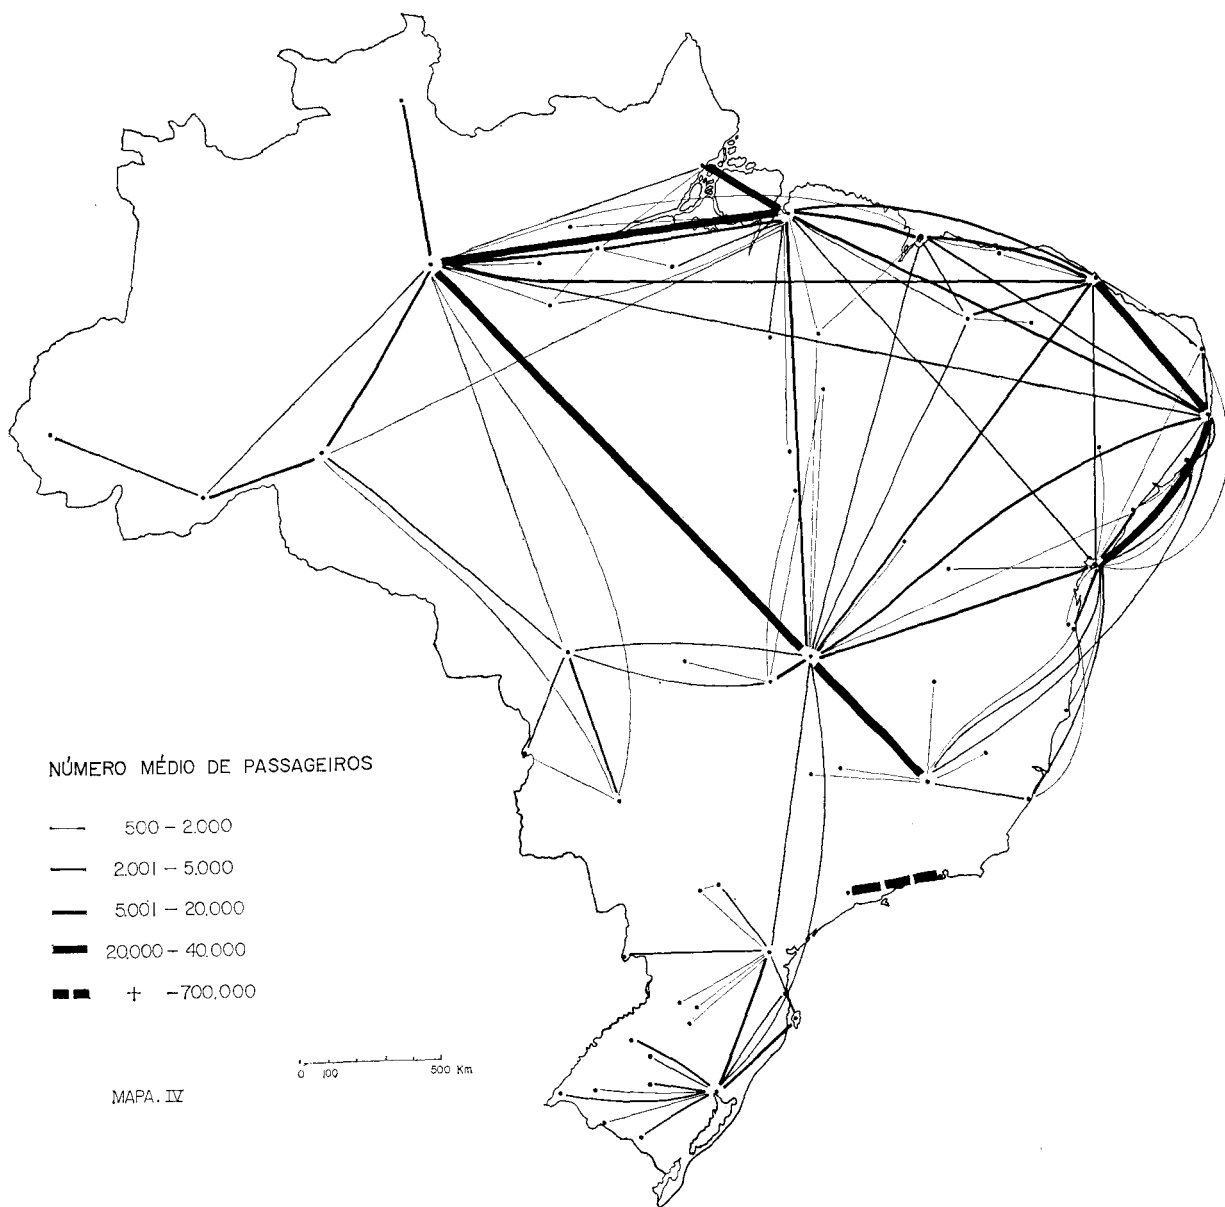 NÚMERO MÉDIO DE PASSAGEIROS
500 – 2.000
2.001 – 5.000
5.001 – 20.000
20.000 – 40.000
+ – 700.000
0 100 500 Km
MAPA. IV